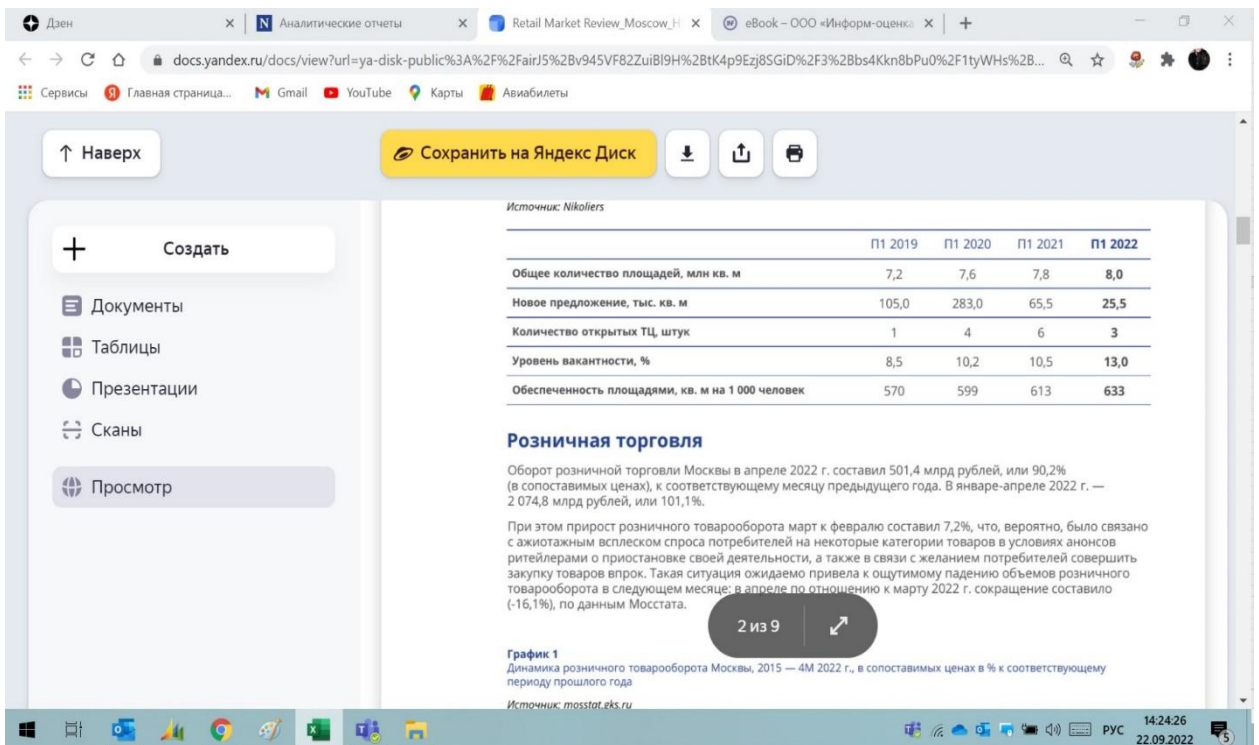 Дзен
Аналитические отчеты
Retail Market Review_Moscow_H
eBook – ООО «Информ-оценка
docs.yandex.ru/docs/view?url=ya-disk-public%3A%2F%2FairJ5%2Bv945VF82ZuiBl9H%2BtK4p9Ezj8SGiD%2F3%2Bbs4Kkn8bPu0%2F1tyWHs%2B...
Сервисы Главная страница... Gmail YouTube Карты Авиабилеты
↑ Наверх
Сохранить на Яндекс Диск
Создать
Документы
Таблицы
Презентации
Сканы
Просмотр
Источник: Nikoliers
П1 2019 П1 2020 П1 2021 П1 2022
Общее количество площадей, млн кв. м 7,2 7,6 7,8 8,0
Новое предложение, тыс. кв. м 105,0 283,0 65,5 25,5
Количество открытых ТЦ, штук 1 4 6 3
Уровень вакантности, % 8,5 10,2 10,5 13,0
Обеспеченность площадями, кв. м на 1 000 человек 570 599 613 633
Розничная торговля
Оборот розничной торговли Москвы в апреле 2022 г. составил 501,4 млрд рублей, или 90,2%
(в сопоставимых ценах), к соответствующему месяцу предыдущего года. В январе-апреле 2022 г. —
2 074,8 млрд рублей, или 101,1%.
При этом прирост розничного товарооборота март к февралю составил 7,2%, что, вероятно, было связано
с ажиотажным всплеском спроса потребителей на некоторые категории товаров в условиях анонсов
ритейлерами о приостановке своей деятельности, а также в связи с желанием потребителей совершить
закупку товаров впрок. Такая ситуация ожидаемо привела к ощутимому падению объемов розничного
товарооборота в следующем месяце: в апреле по отношению к марту 2022 г. сокращение составило
(-16,1%), по данным Мосстата.
2 из 9
График 1
Динамика розничного товарооборота Москвы, 2015 — 4М 2022 г., в сопоставимых ценах в % к соответствующему
периоду прошлого года
Источник: mosstat.gks.ru
РУС
14:24:26
22.09.2022
5